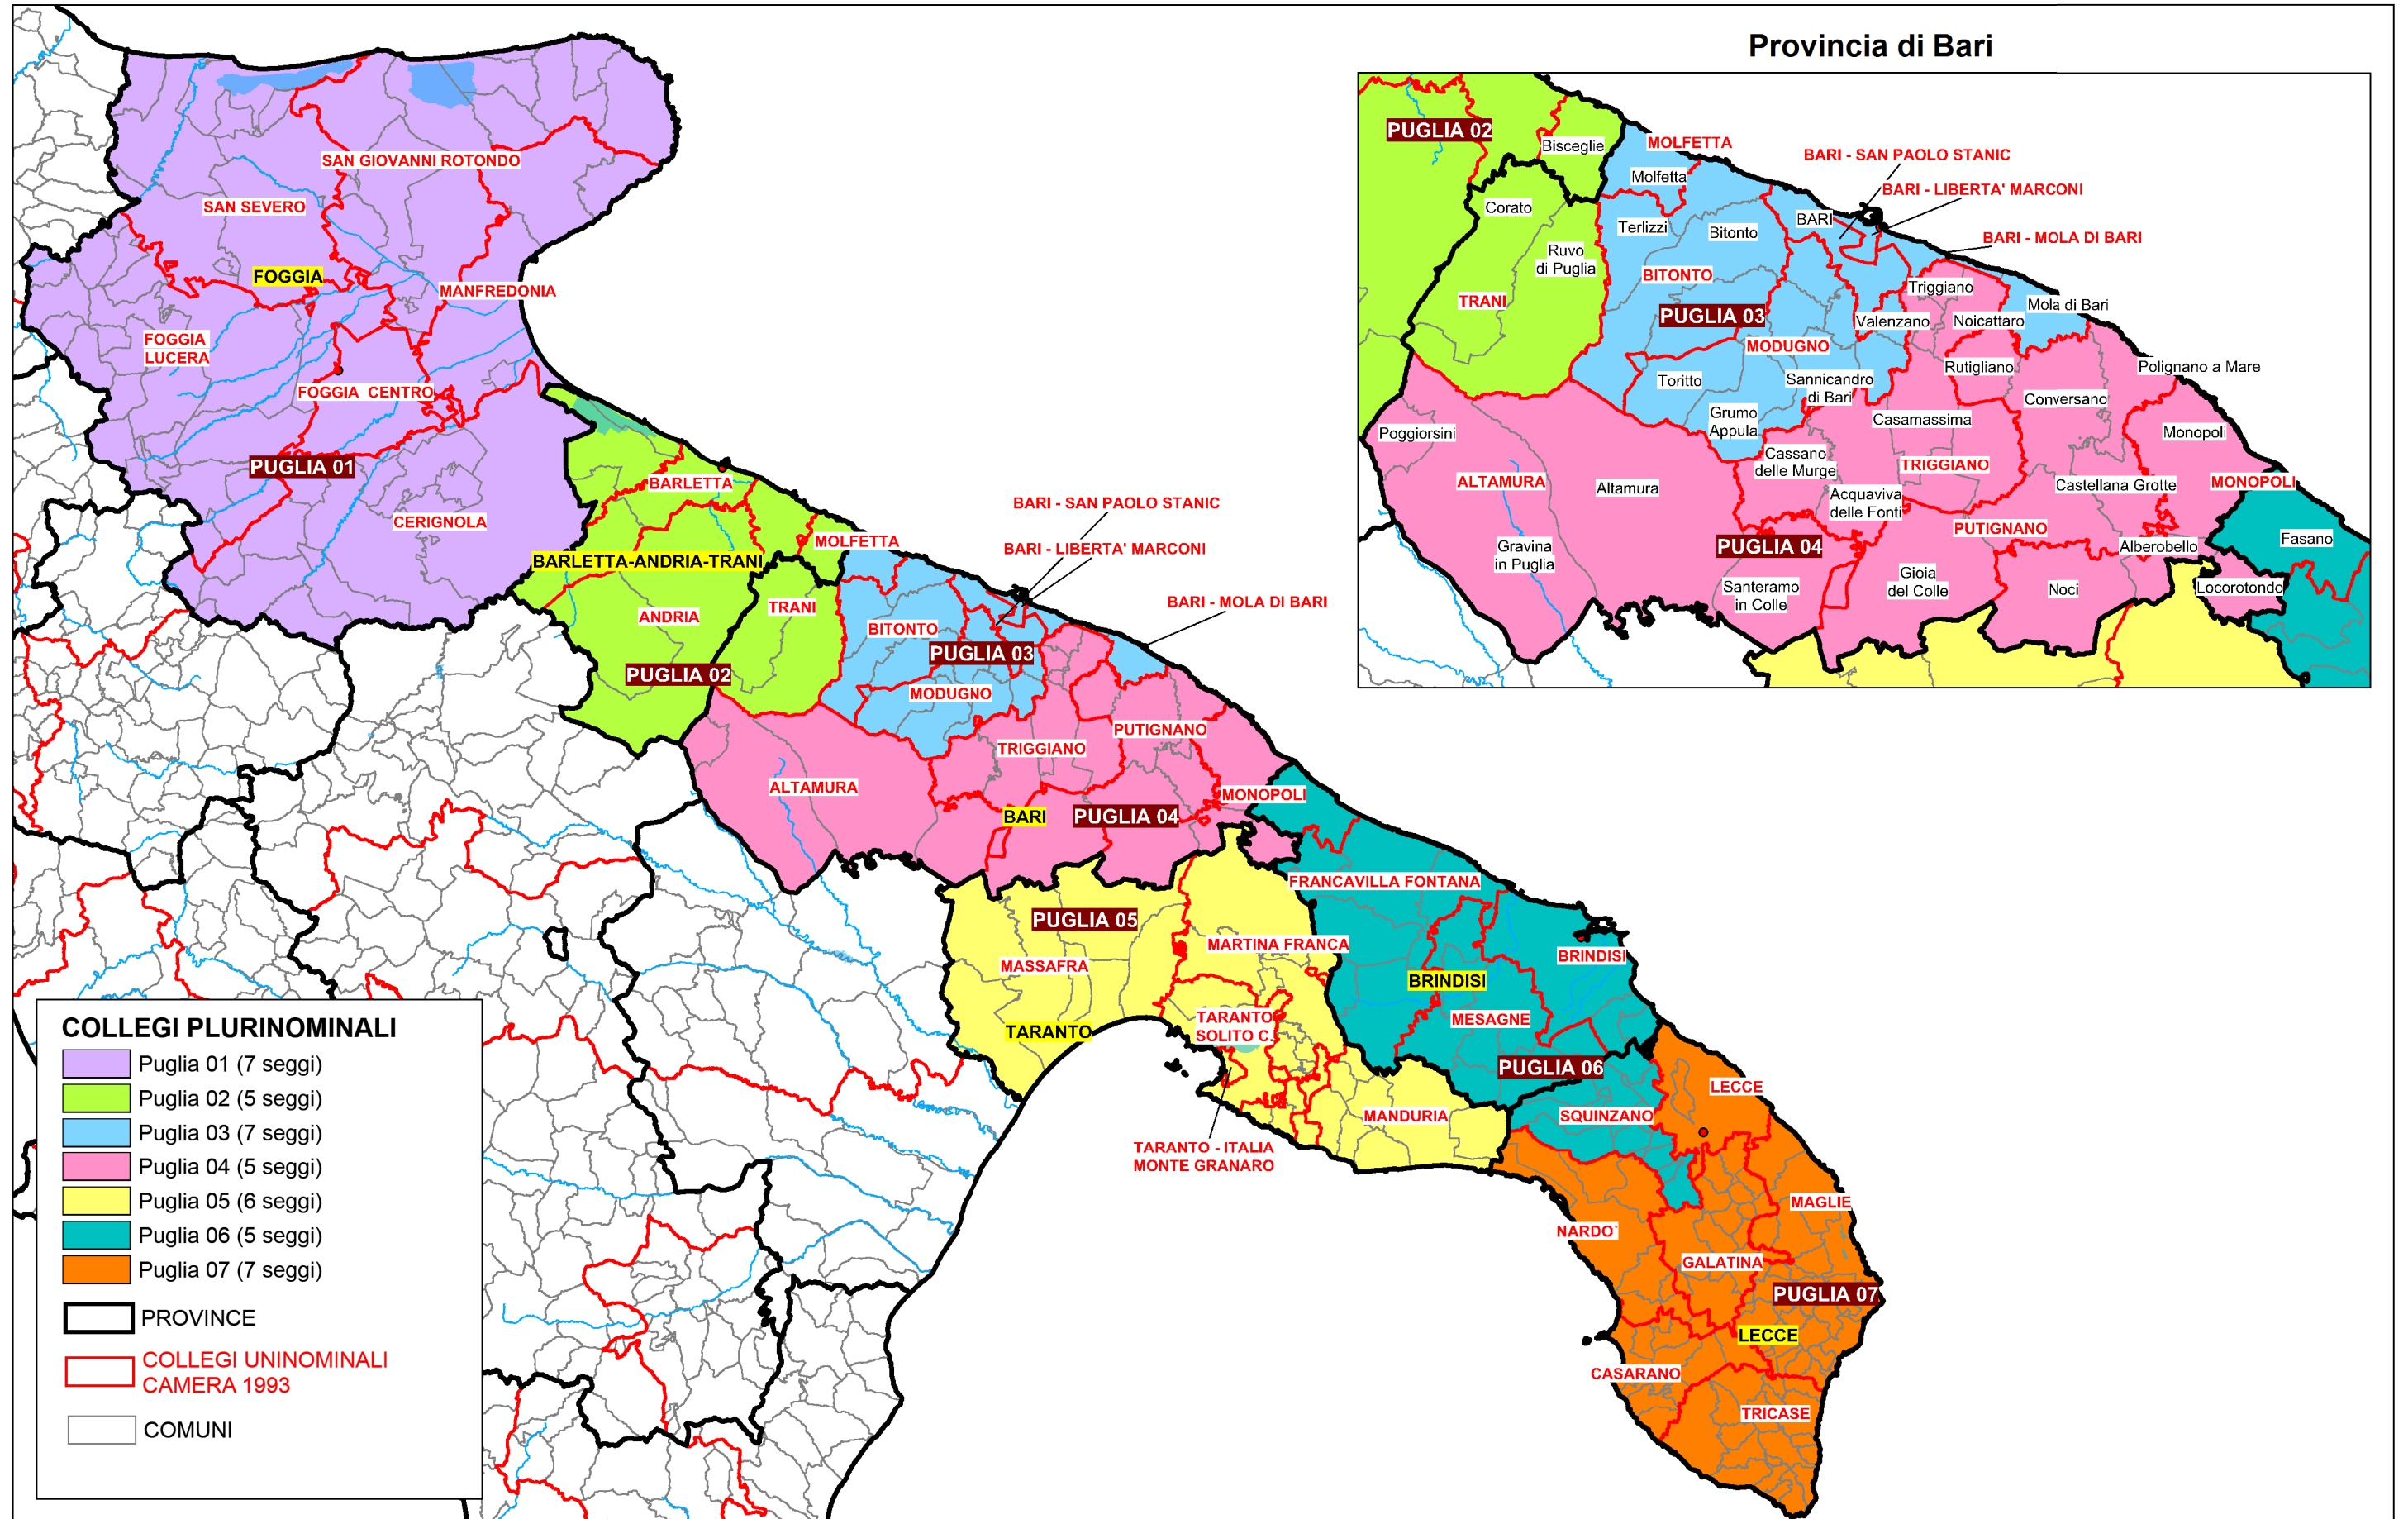 SAN GIOVANNI ROTONDO
SAN SEVERO
FOGGIA
MANFREDONIA
FOGGIA
LUCERA
FOGGIA CENTRO
PUGLIA 01
CERIGNOLA
BARLETTA
BARLETTA-ANDRIA-TRANI
MOLFETTA
TRANI
ANDRIA
PUGLIA 02
BARI - SAN PAOLO STANIC
BARI - LIBERTA' MARCONI
BARI - MOLA DI BARI
BITONTO
PUGLIA 03
MODUGNO
PUTIGNANO
TRIGGIANO
ALTAMURA
MONOPOLI
BARI
PUGLIA 04
FRANCAVILLA FONTANA
PUGLIA 05
MARTINA FRANCA
MASSAFRA
BRINDISI
BRINDISI
TARANTO
TARANTO
SOLITO C.
MESAGNE
PUGLIA 06
LECCE
MANDURIA
SQUINZANO
TARANTO - ITALIA
MONTE GRANARO
MAGLIE
NARDO`
GALATINA
PUGLIA 07
LECCE
CASARANO
TRICASE
Provincia di Bari
PUGLIA 02
Bisceglie
MOLFETTA
BARI - SAN PAOLO STANIC
Molfetta
BARI - LIBERTA' MARCONI
Corato
BARI
Terlizzi
Bitonto
BARI - MOLA DI BARI
Ruvo
di Puglia
BITONTO
Triggiano
TRANI
Mola di Bari
PUGLIA 03
Valenzano
Noicattaro
MODUGNO
Rutigliano
Polignano a Mare
Toritto
Sannicandro
di Bari
Conversano
Grumo
Appula
Casamassima
Poggiorsini
Monopoli
Cassano
delle Murge
TRIGGIANO
ALTAMURA
Altamura
MONOPOLI
Castellana Grotte
Acquaviva
delle Fonti
PUTIGNANO
Fasano
PUGLIA 04
Alberobello
Gravina
in Puglia
Gioia
del Colle
Santeramo
in Colle
Noci
Locorotondo
COLLEGI PLURINOMINALI
Puglia 01 (7 seggi)
Puglia 02 (5 seggi)
Puglia 03 (7 seggi)
Puglia 04 (5 seggi)
Puglia 05 (6 seggi)
Puglia 06 (5 seggi)
Puglia 07 (7 seggi)
PROVINCE
COLLEGI UNINOMINALI
CAMERA 1993
COMUNI